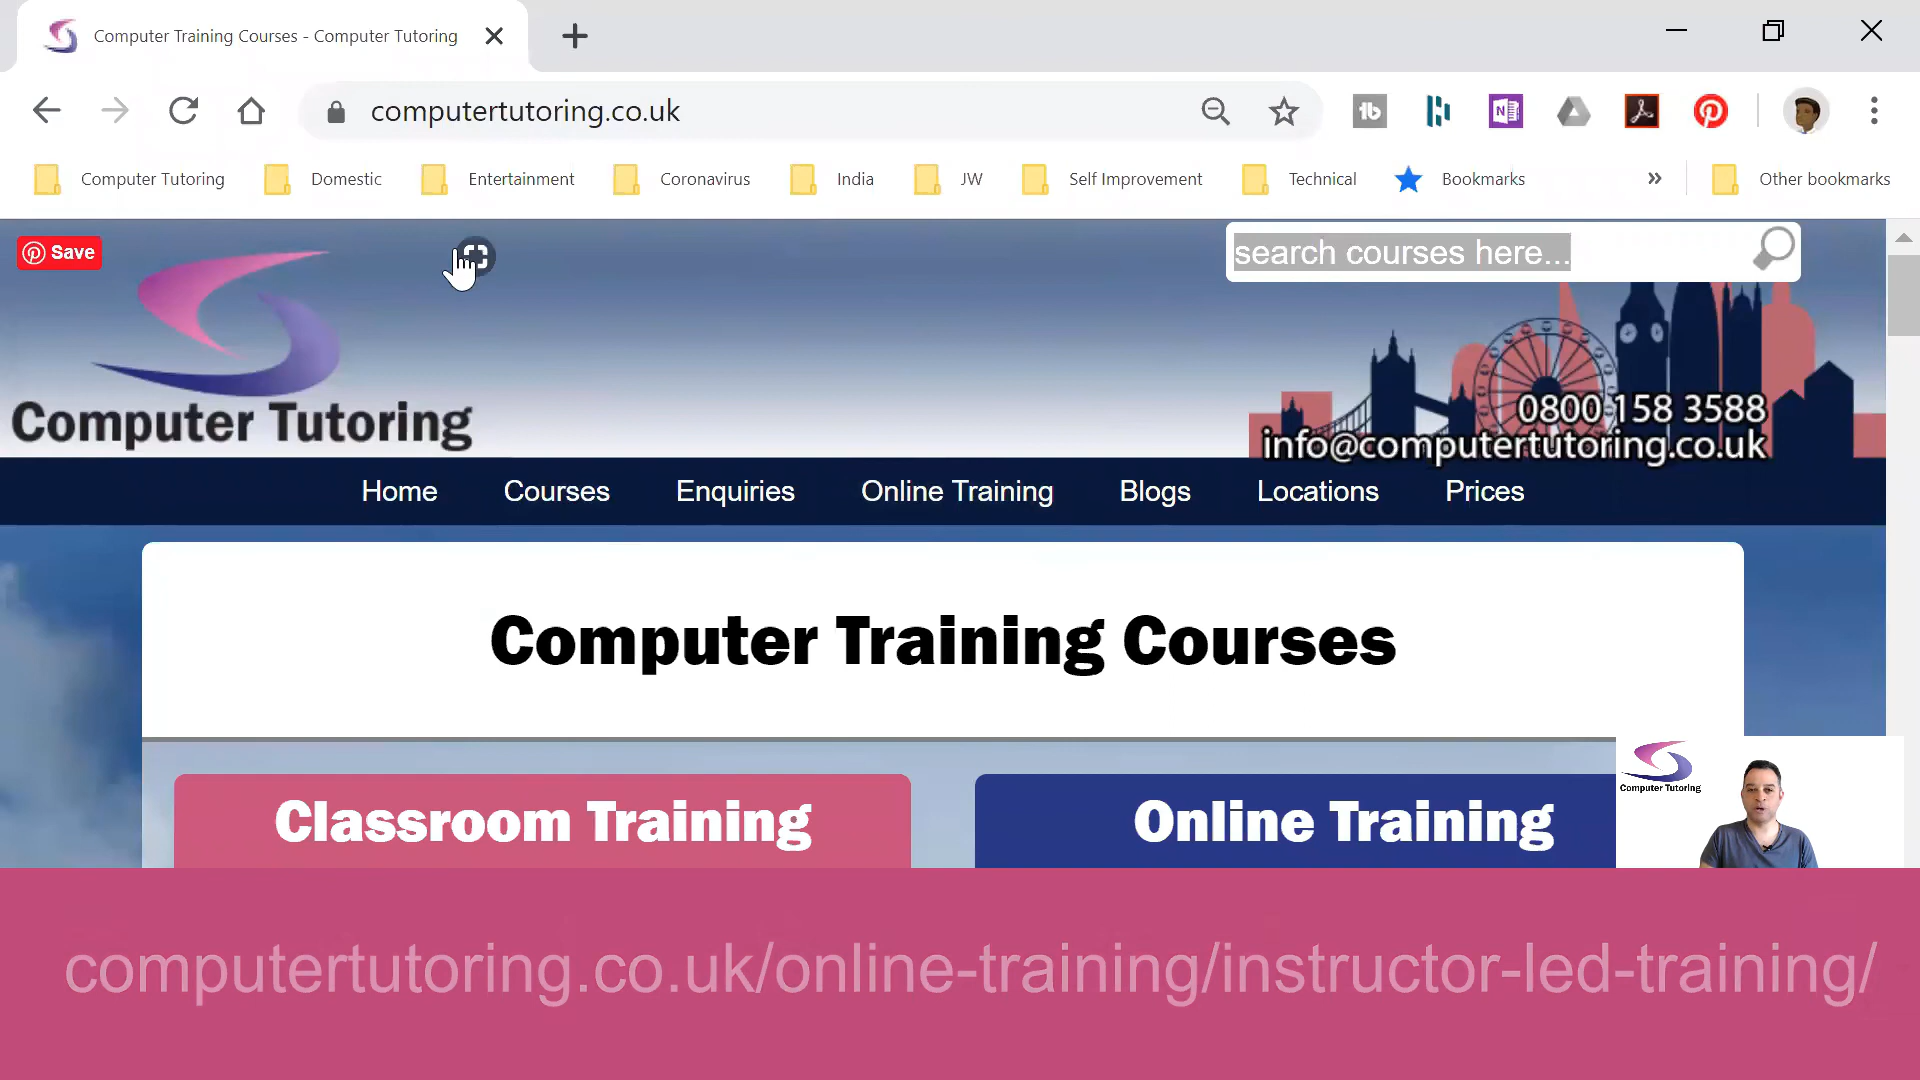 Computer Training Courses - Computer Tutoring
computertutoring.co.uk
Computer Tutoring
Domestic
Entertainment
Coronavirus
India
JW
Self Improvement
Technical
Bookmarks
Other bookmarks
Save
search courses here...
Computer Tutoring
0800 158 3588
info@computertutoring.co.uk
Home
Courses
Enquiries
Online Training
Blogs
Locations
Prices
Computer Training Courses
Classroom Training
Online Training
Computer Tutoring
computertutoring.co.uk/online-training/instructor-led-training/